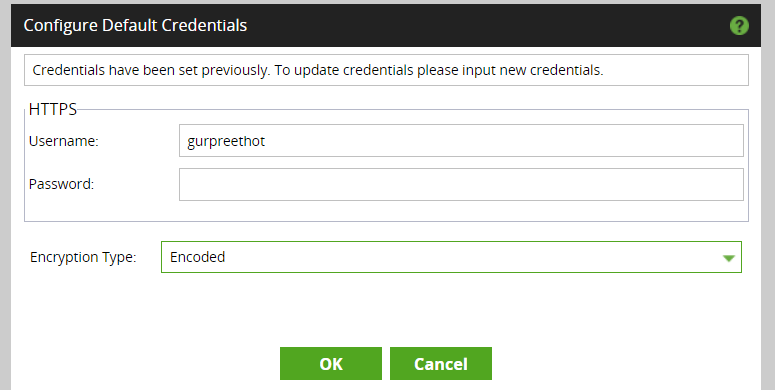 Configure Default Credentials
?
Credentials have been set previously. To update credentials please input new credentials.
HTTPS
Username:
gurpreethot
Password:
Encryption Type:
Encoded
OK
Cancel